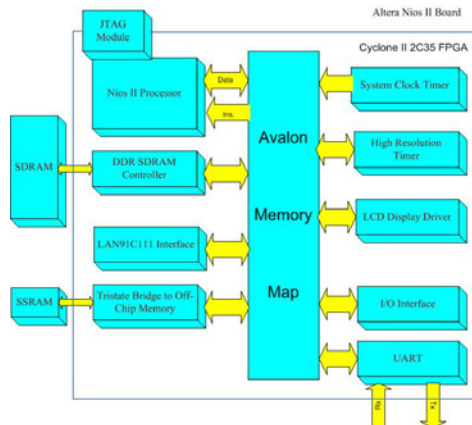 Altera Nios II Board
JTAG
Module
Cyclone II 2C35 FPGA
Nios II Processor
Data
Ins.
System Clock Timer
Avalon
Memory
Map
High Resolution
Timer
SDRAM
DDR SDRAM
Controller
LCD Display Driver
LAN91C111 Interface
SSRAM
Tristate Bridge to Off-
Chip Memory
I/O Interface
UART
Rx
Tx